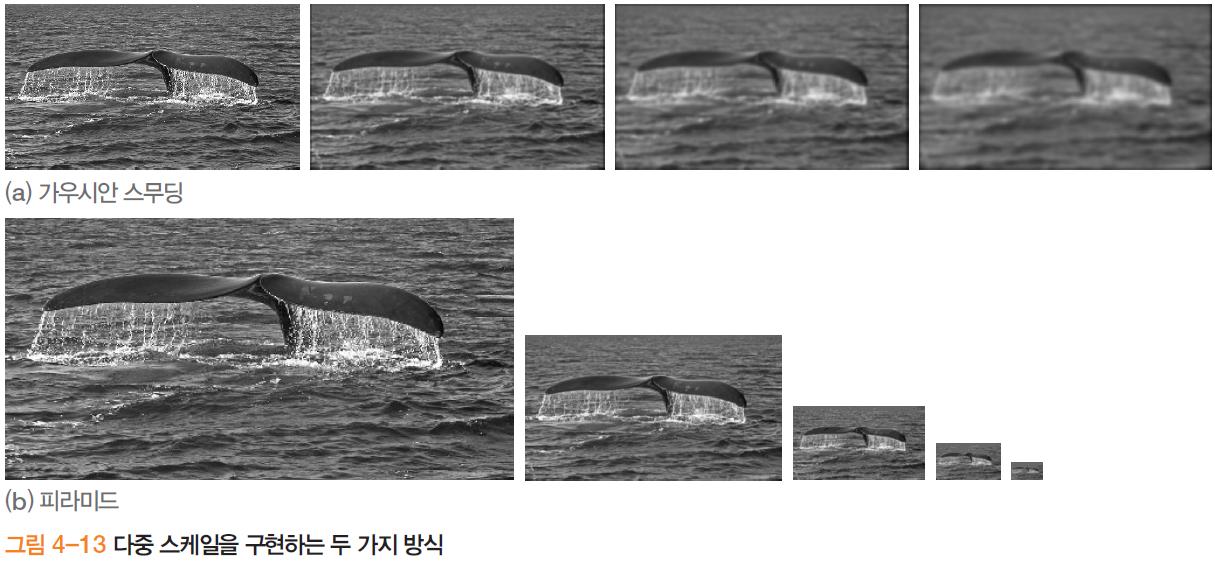 (a) 가우시안 스무딩
(b) 피라미드
그림 4-13 다중 스케일을 구현하는 두 가지 방식